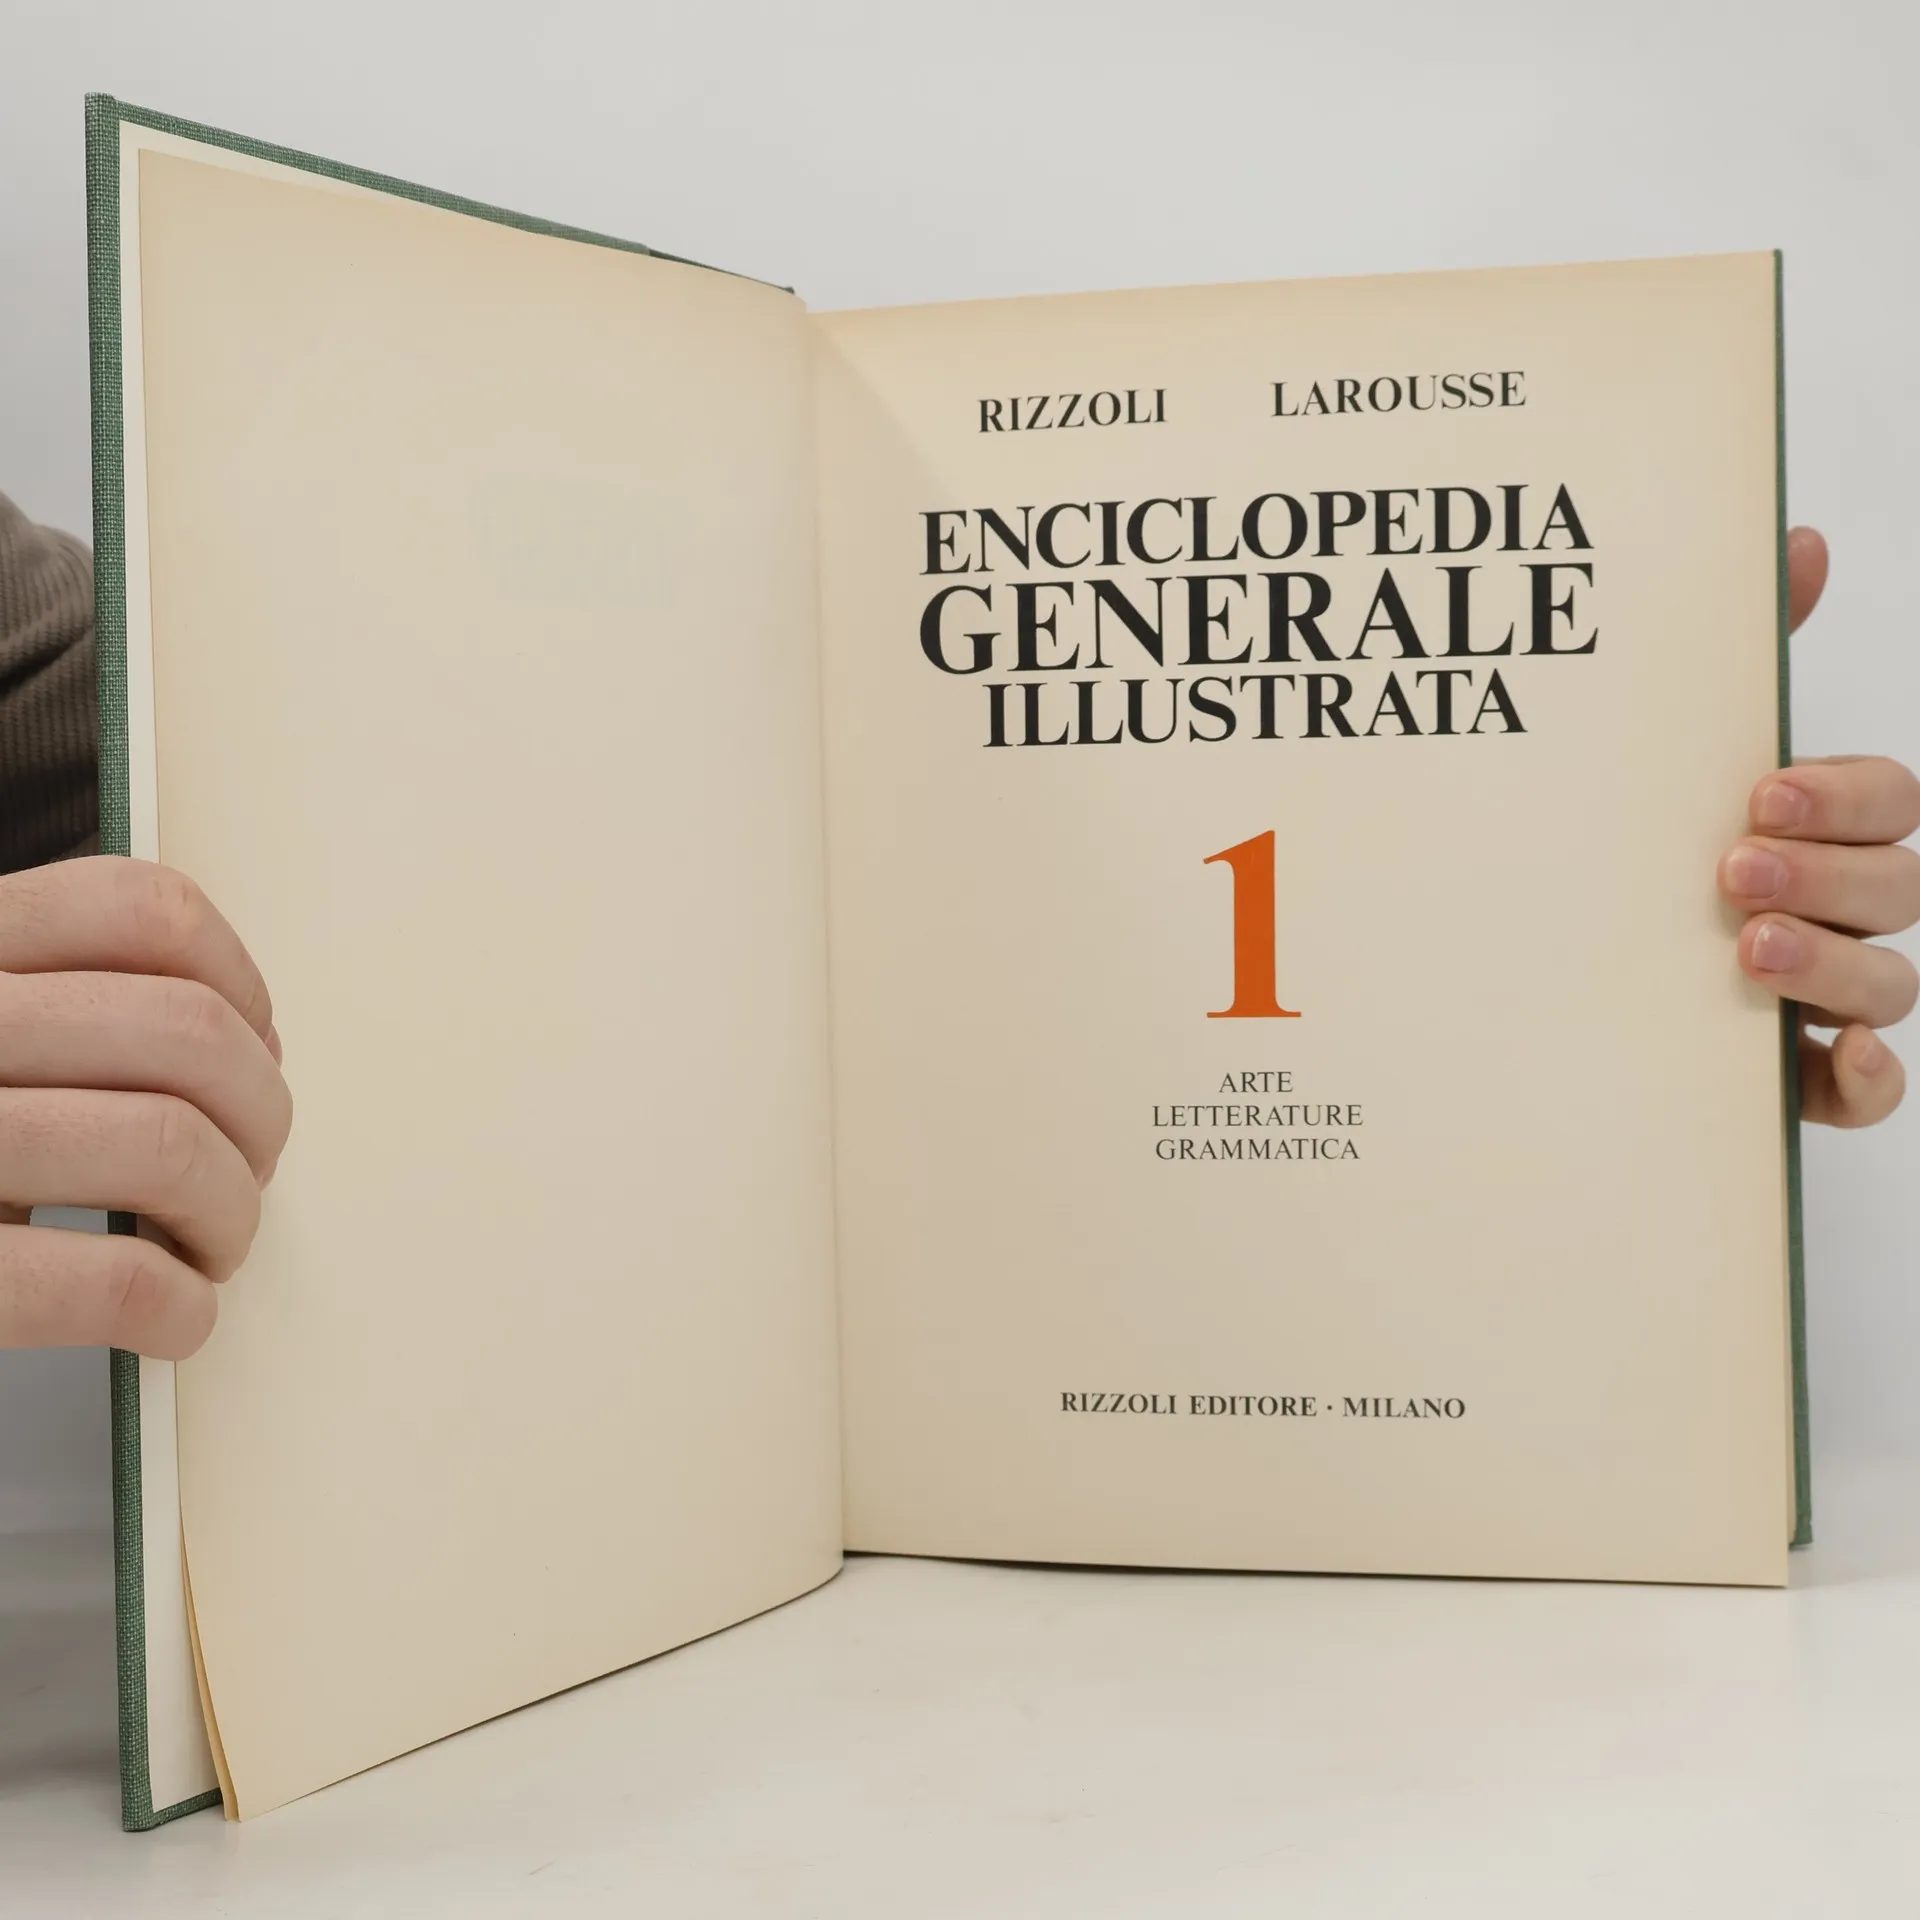 RIZZOLI LAROUSSE
ENCICLOPEDIA
GENERALE
ILLUSTRATA
1
ARTE
LETTERATURE
GRAMMATICA
RIZZOLI EDITORE · MILANO